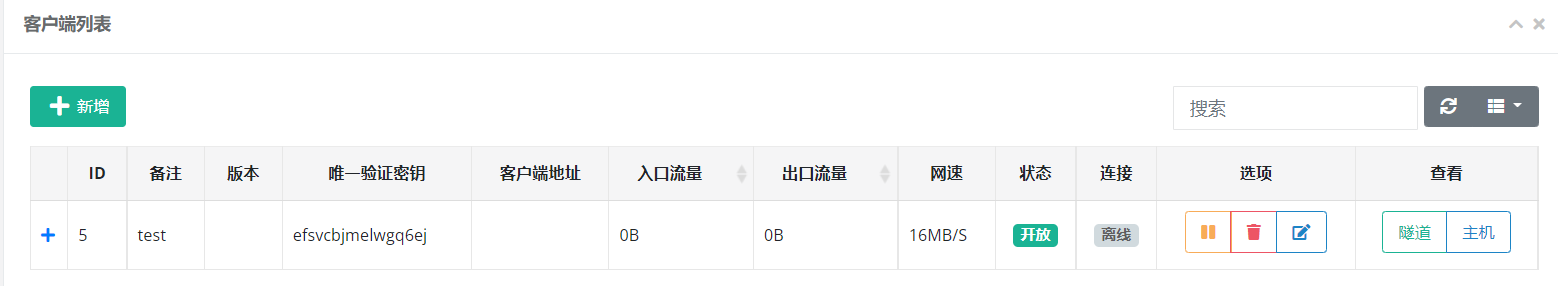 客户端列表
新增
搜索
ID 备注 版本 唯一验证密钥 客户端地址 入口流量 出口流量 网速 状态 连接 选项 查看
5 test efsvcbjmelwgq6ej 0B 0B 16MB/S 开放 离线 隧道 主机